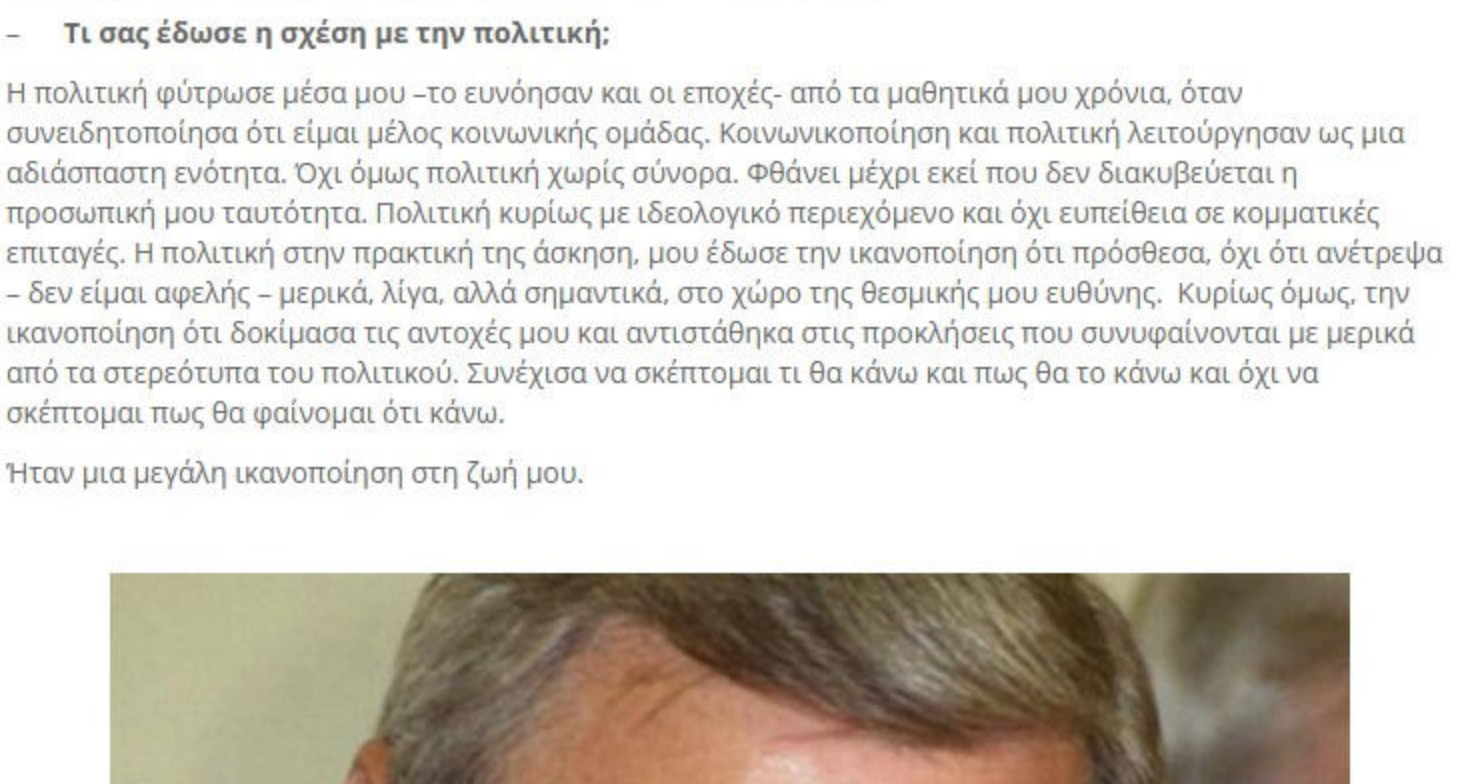 – Τι σας έδωσε η σχέση με την πολιτική;
Η πολιτική φύτρωσε μέσα μου –το ευνόησαν και οι εποχές- από τα μαθητικά μου χρόνια, όταν
συνειδητοποίησα ότι είμαι μέλος κοινωνικής ομάδας. Κοινωνικοποίηση και πολιτική λειτούργησαν ως μια
αδιάσπαστη ενότητα. Όχι όμως πολιτική χωρίς σύνορα. Φθάνει μέχρι εκεί που δεν διακυβεύεται η
προσωπική μου ταυτότητα. Πολιτική κυρίως με ιδεολογικό περιεχόμενο και όχι ευπείθεια σε κομματικές
επιταγές. Η πολιτική στην πρακτική της άσκηση, μου έδωσε την ικανοποίηση ότι πρόσθεσα, όχι ότι ανέτρεψα
– δεν είμαι αφελής – μερικά, λίγα, αλλά σημαντικά, στο χώρο της θεσμικής μου ευθύνης.  Κυρίως όμως, την
ικανοποίηση ότι δοκίμασα τις αντοχές μου και αντιστάθηκα στις προκλήσεις που συνυφαίνονται με μερικά
από τα στερεότυπα του πολιτικού. Συνέχισα να σκέπτομαι τι θα κάνω και πως θα το κάνω και όχι να
σκέπτομαι πως θα φαίνομαι ότι κάνω.
Ήταν μια μεγάλη ικανοποίηση στη ζωή μου.